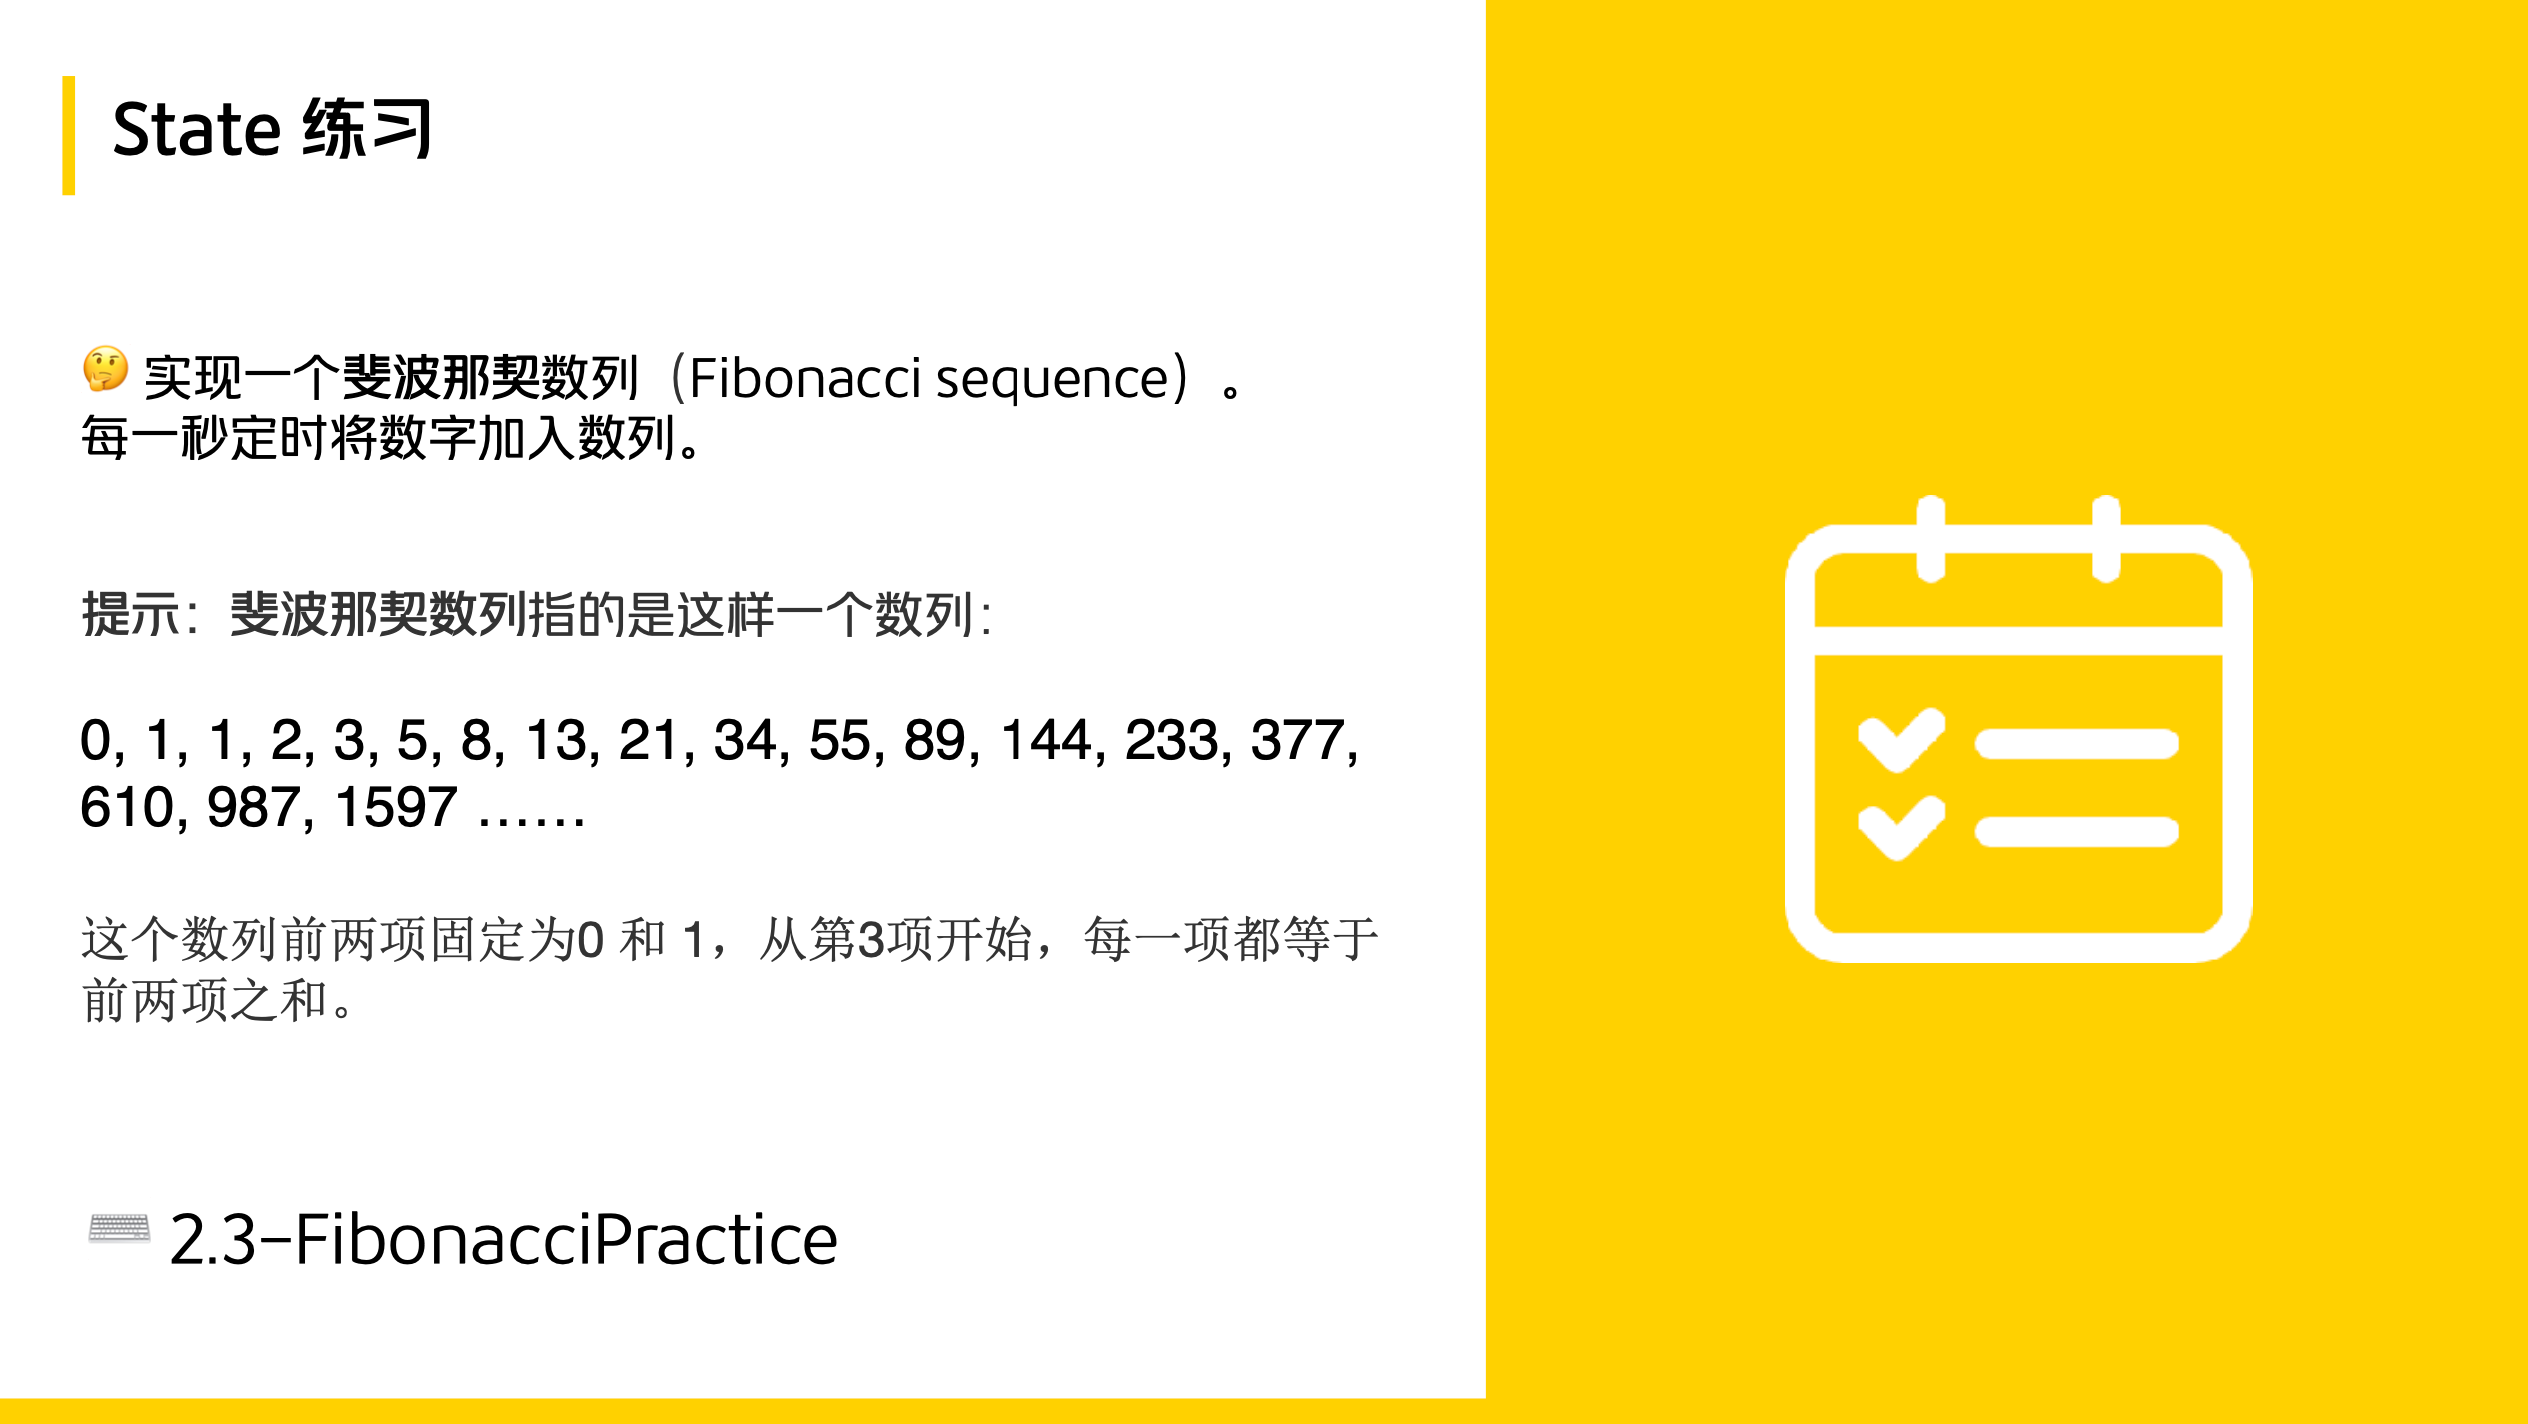 State 练习
🤔 实现一个斐波那契数列（Fibonacci sequence）。
每一秒定时将数字加入数列。
提示：斐波那契数列指的是这样一个数列：
0, 1, 1, 2, 3, 5, 8, 13, 21, 34, 55, 89, 144, 233, 377,
610, 987, 1597 ……
这个数列前两项固定为0 和 1，从第3项开始，每一项都等于
前两项之和。
⌨️ 2.3-FibonacciPractice